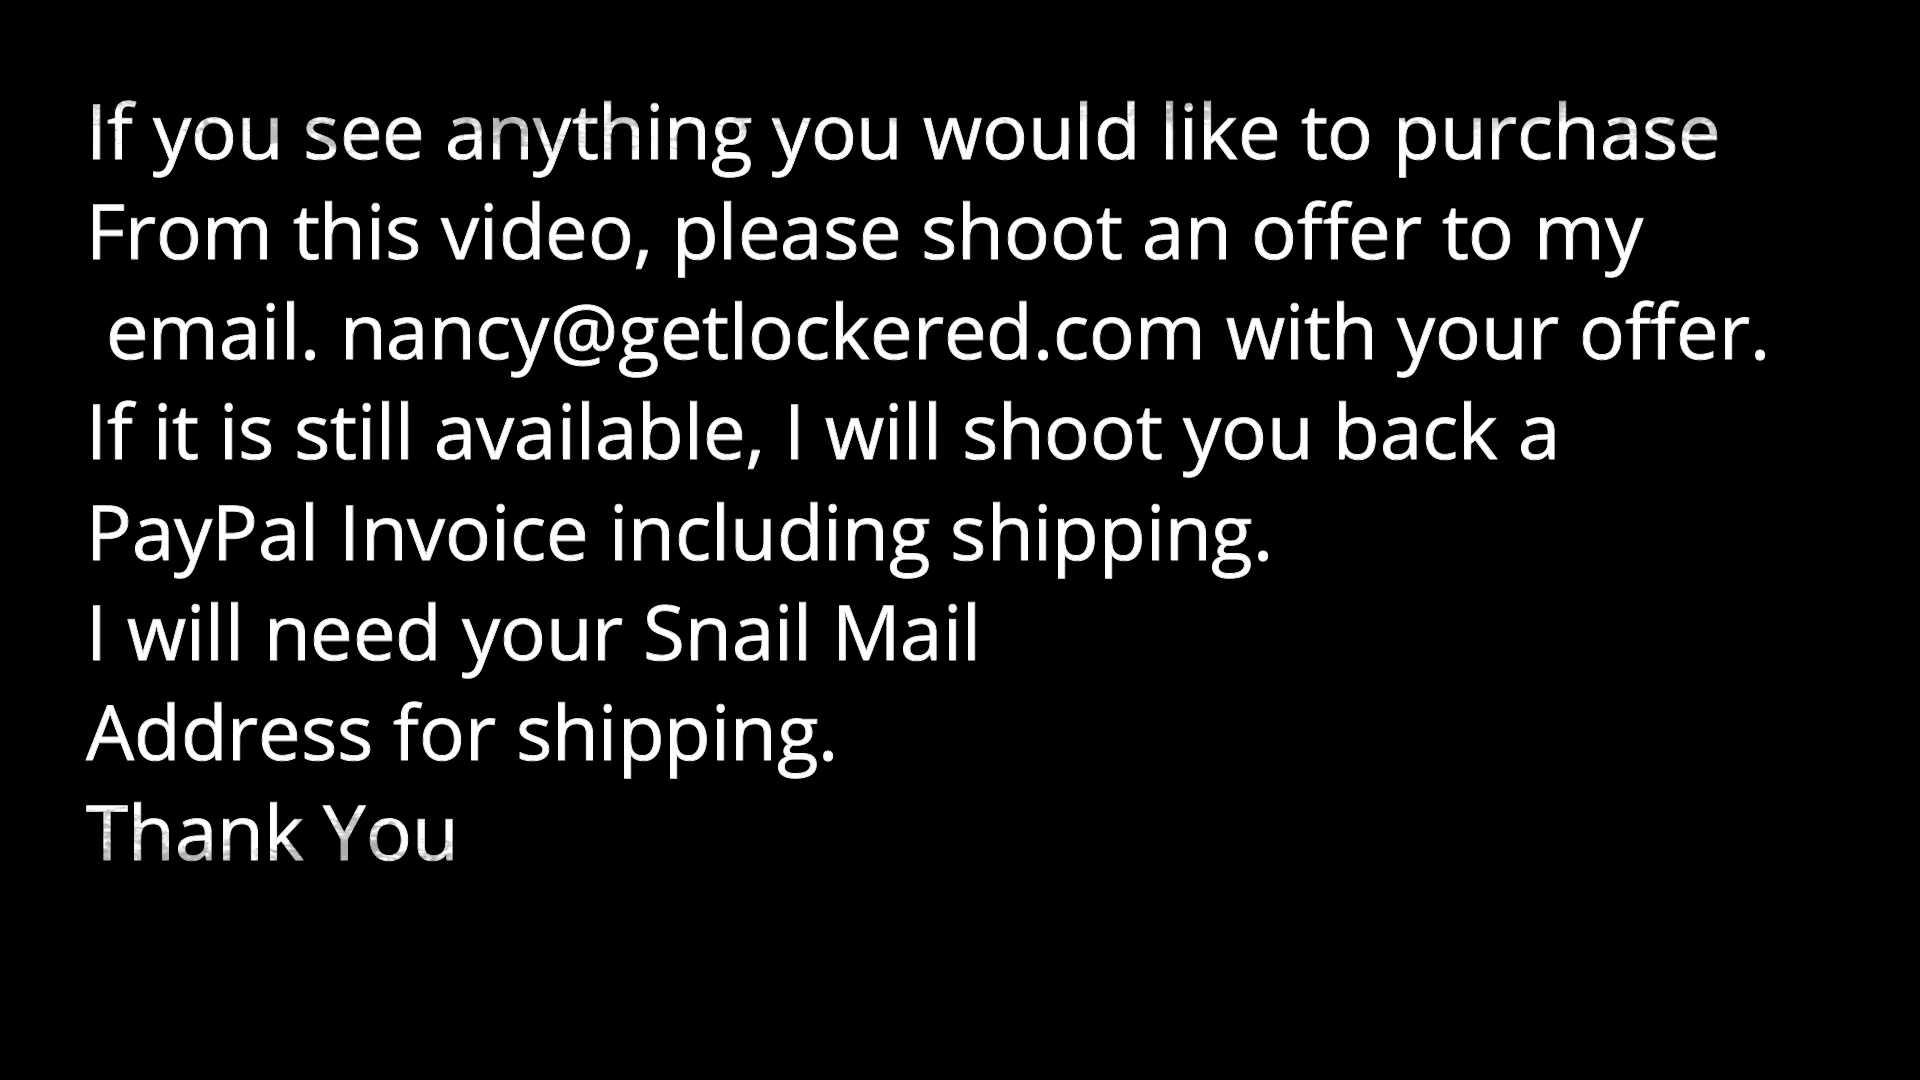 If you see anything you would like to purchase
From this video, please shoot an offer to my
email. nancy@getlockered.com with your offer.
If it is still available, I will shoot you back a
PayPal Invoice including shipping.
I will need your Snail Mail
Address for shipping.
Thank You